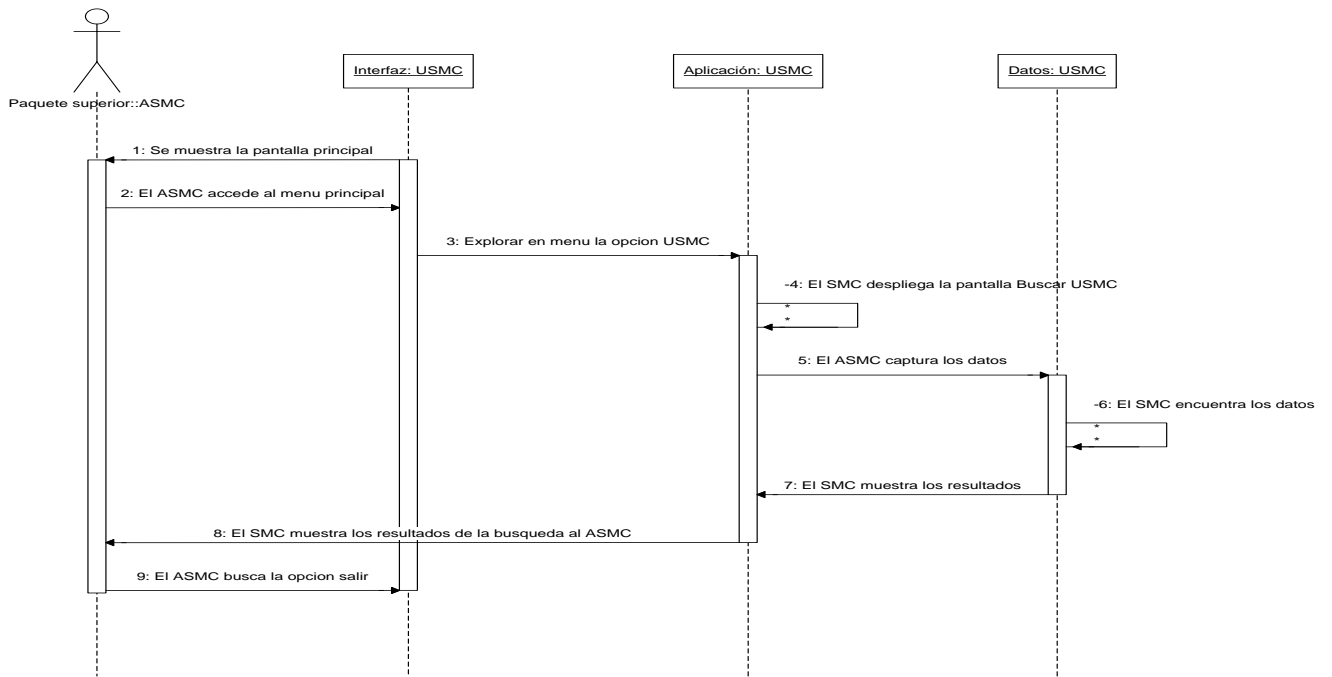 Interfaz: USMC
Aplicación: USMC
Datos: USMC
Paquete superior::ASMC
1: Se muestra la pantalla principal
2: El ASMC accede al menu principal
3: Explorar en menu la opcion USMC
-4: El SMC despliega la pantalla Buscar USMC
*
*
5: El ASMC captura los datos
-6: El SMC encuentra los datos
*
*
7: El SMC muestra los resultados
8: El SMC muestra los resultados de la busqueda al ASMC
9: El ASMC busca la opcion salir